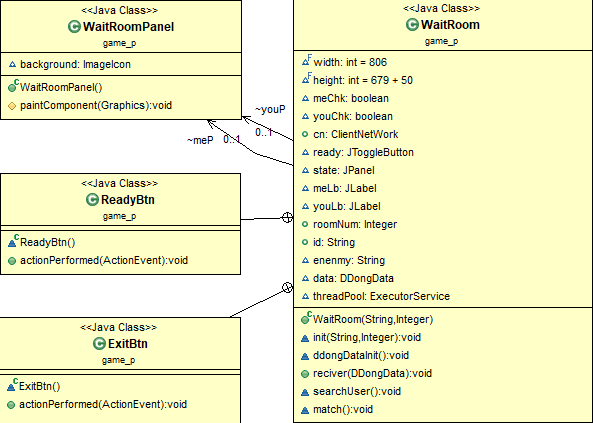 <<Java Class>>
WaitRoomPanel
game_p
background: ImageIcon
WaitRoomPanel()
paintComponent(Graphics):void
~youP
0..1
~meP
0..1
<<Java Class>>
ReadyBtn
game_p
ReadyBtn()
actionPerformed(ActionEvent):void
<<Java Class>>
ExitBtn
game_p
ExitBtn()
actionPerformed(ActionEvent):void
<<Java Class>>
WaitRoom
game_p
width: int = 806
height: int = 679 + 50
meChk: boolean
youChk: boolean
cn: ClientNetWork
ready: JToggleButton
state: JPanel
meLb: JLabel
youLb: JLabel
roomNum: Integer
id: String
enenmy: String
data: DDongData
threadPool: ExecutorService
WaitRoom(String,Integer)
init(String,Integer):void
ddongDataInit():void
reciver(DDongData):void
searchUser():void
match():void